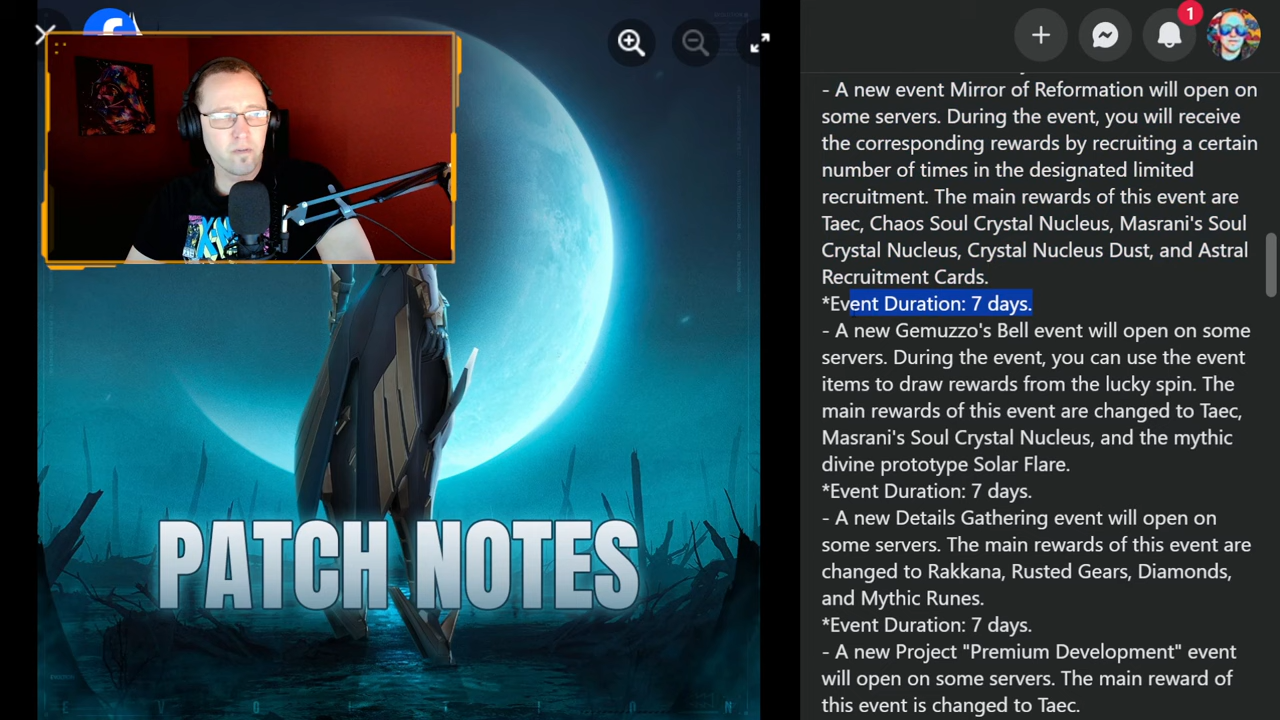 1
- A new event Mirror of Reformation will open on
some servers. During the event, you will receive
the corresponding rewards by recruiting a certain
number of times in the designated limited
recruitment. The main rewards of this event are
Taec, Chaos Soul Crystal Nucleus, Masrani's Soul
Crystal Nucleus, Crystal Nucleus Dust, and Astral
Recruitment Cards.
*Event Duration: 7 days.
- A new Gemuzzo's Bell event will open on some
servers. During the event, you can use the event
items to draw rewards from the lucky spin. The
main rewards of this event are changed to Taec,
Masrani's Soul Crystal Nucleus, and the mythic
divine prototype Solar Flare.
*Event Duration: 7 days.
- A new Details Gathering event will open on
some servers. The main rewards of this event are
changed to Rakkana, Rusted Gears, Diamonds,
and Mythic Runes.
*Event Duration: 7 days.
- A new Project "Premium Development" event
will open on some servers. The main reward of
this event is changed to Taec.
PATCH NOTES